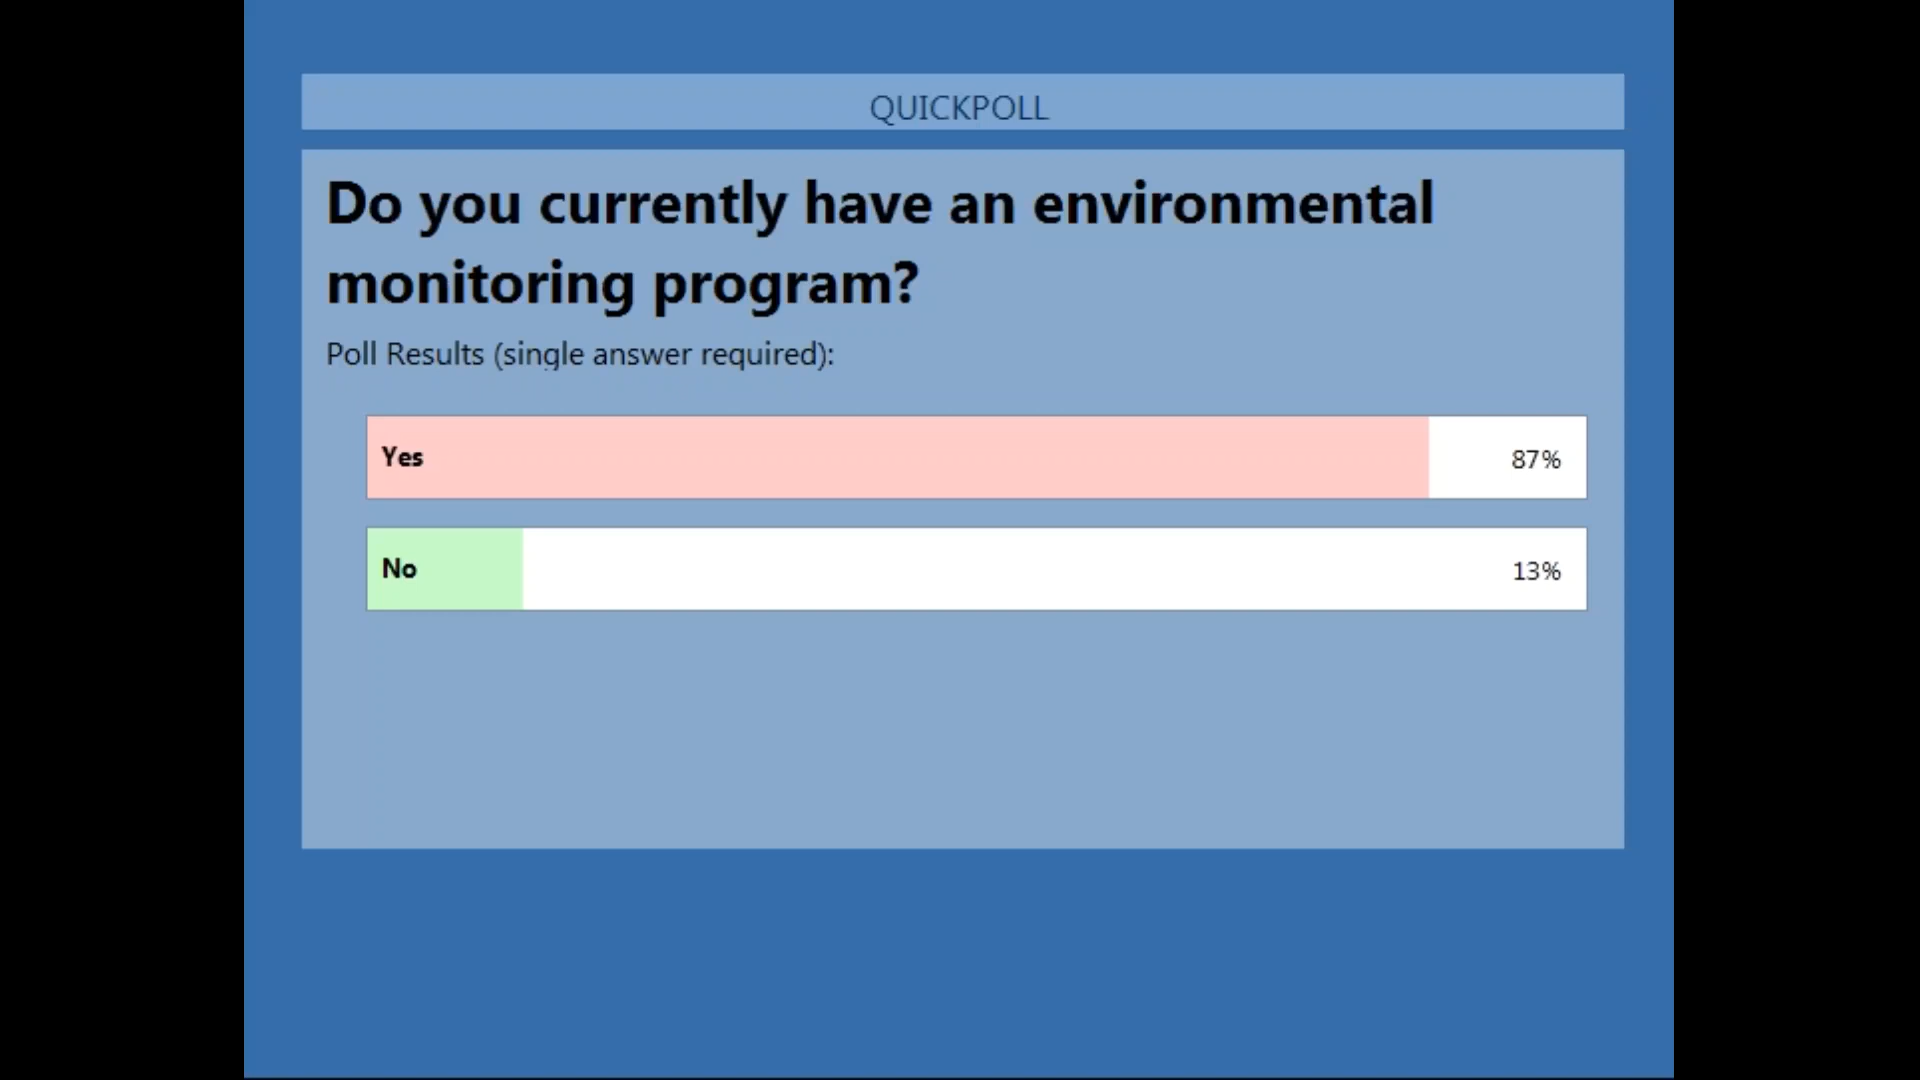 QUICKPOLL
Do you currently have an environmental
monitoring program?
Poll Results (single answer required):
Yes
87%
No
13%